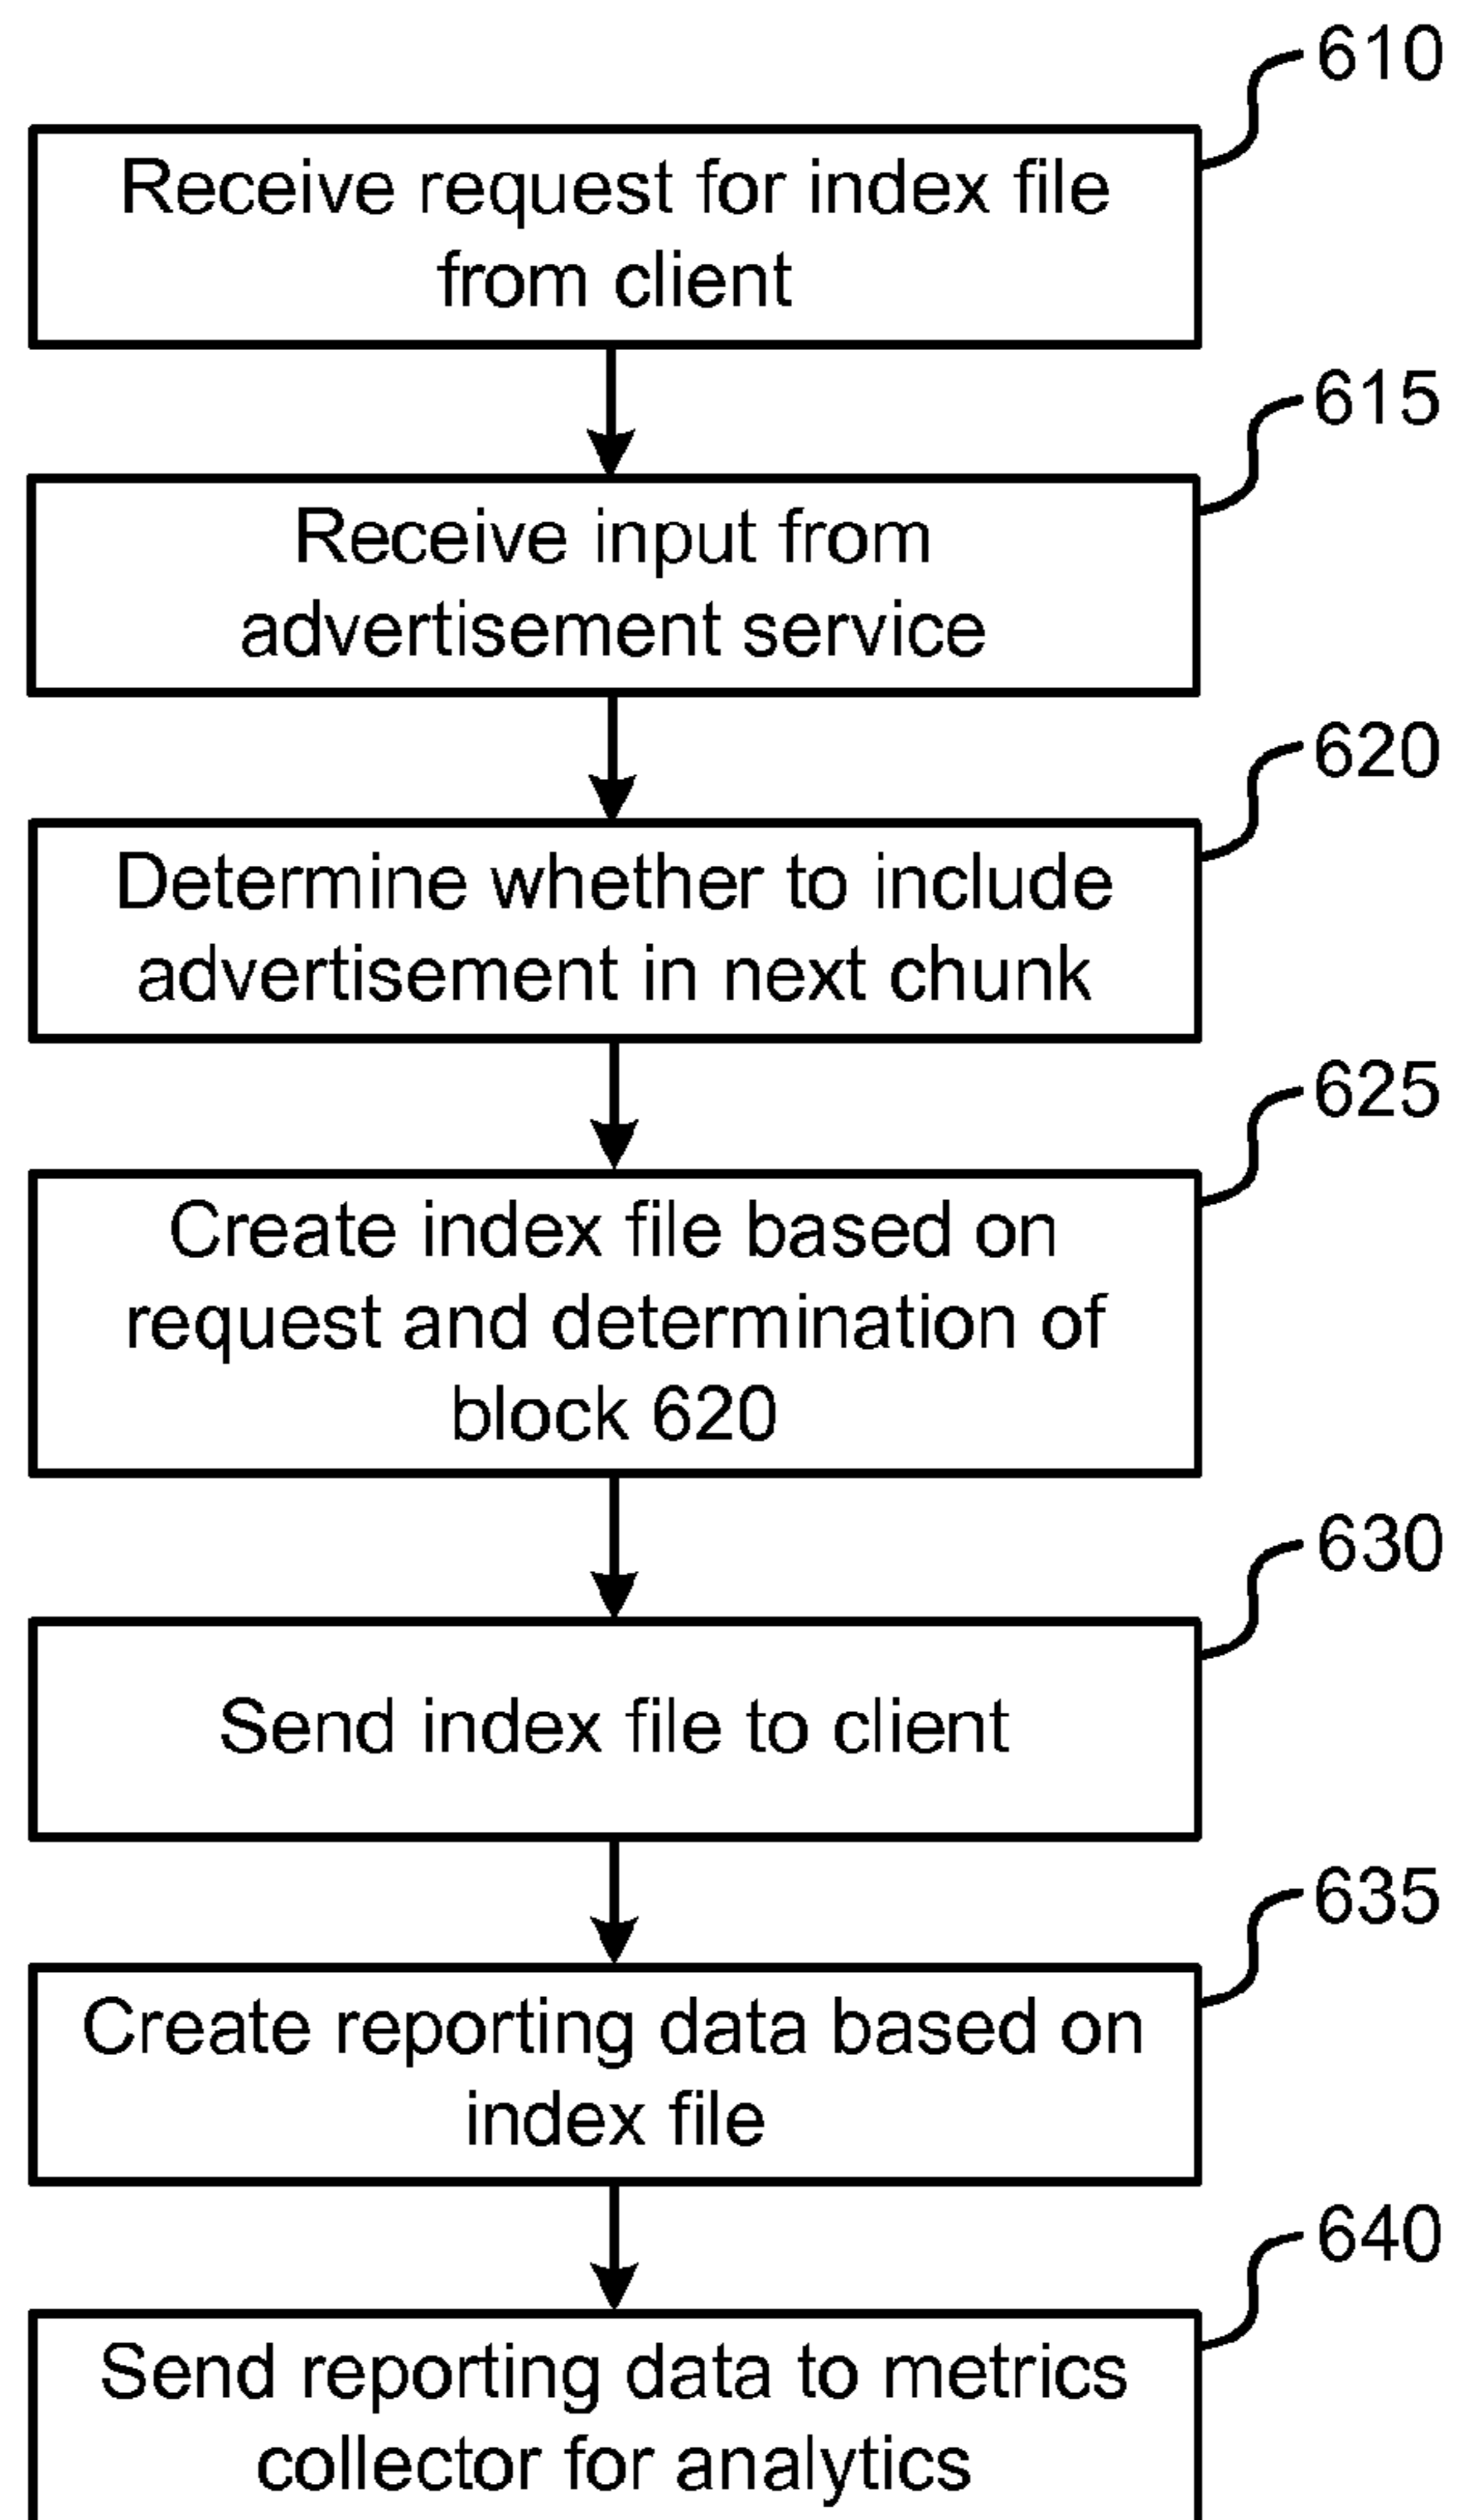 610
Receive request for index file
from client
615
Receive input from
advertisement service
620
Determine whether to include
advertisement in next chunk
625
Create index file based on
request and determination of
block 620
630
Send index file to client
635
Create reporting data based on
index file
640
Send reporting data to metrics
collector for analytics